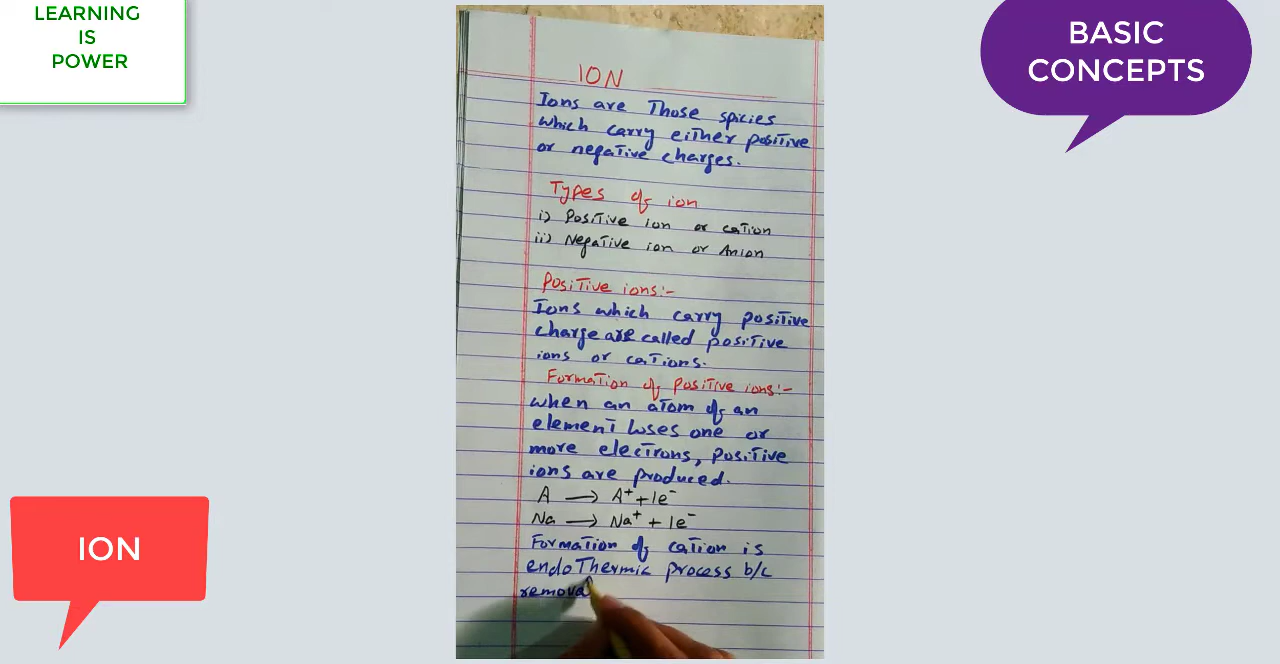 LEARNING
IS
POWER
BASIC
CONCEPTS
ION
Ions are Those spicies
which carry either positive
or negative charges.
Types of ion
i) Positive ion or cation
ii) Negative ion or Anion
Positive ions:-
Ions which carry positive
charge are called positive
ions or cations.
Formation of positive ions:-
when an atom of an
element loses one or
more electrons, positive
ions are produced.
A → A⁺ + 1e⁻
Na → Na⁺ + 1e⁻
Formation of cation is
endoThermic process b/c
remova
ION